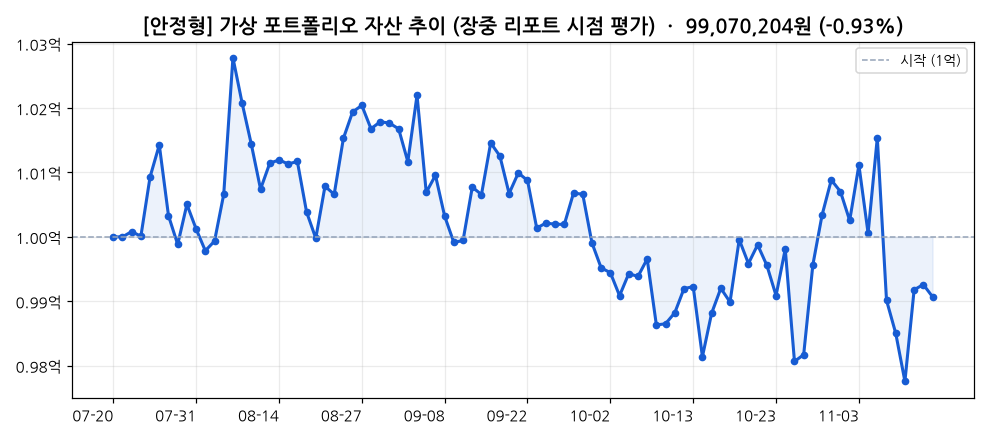 [안정형] 가상 포트폴리오 자산 추이 (장중 리포트 시점 평가) · 99,070,204원 (-0.93%)
시작 (1억)
1.03억
1.02억
1.01억
1.00억
0.99억
0.98억
07-20 07-31 08-14 08-27 09-08 09-22 10-02 10-13 10-23 11-03